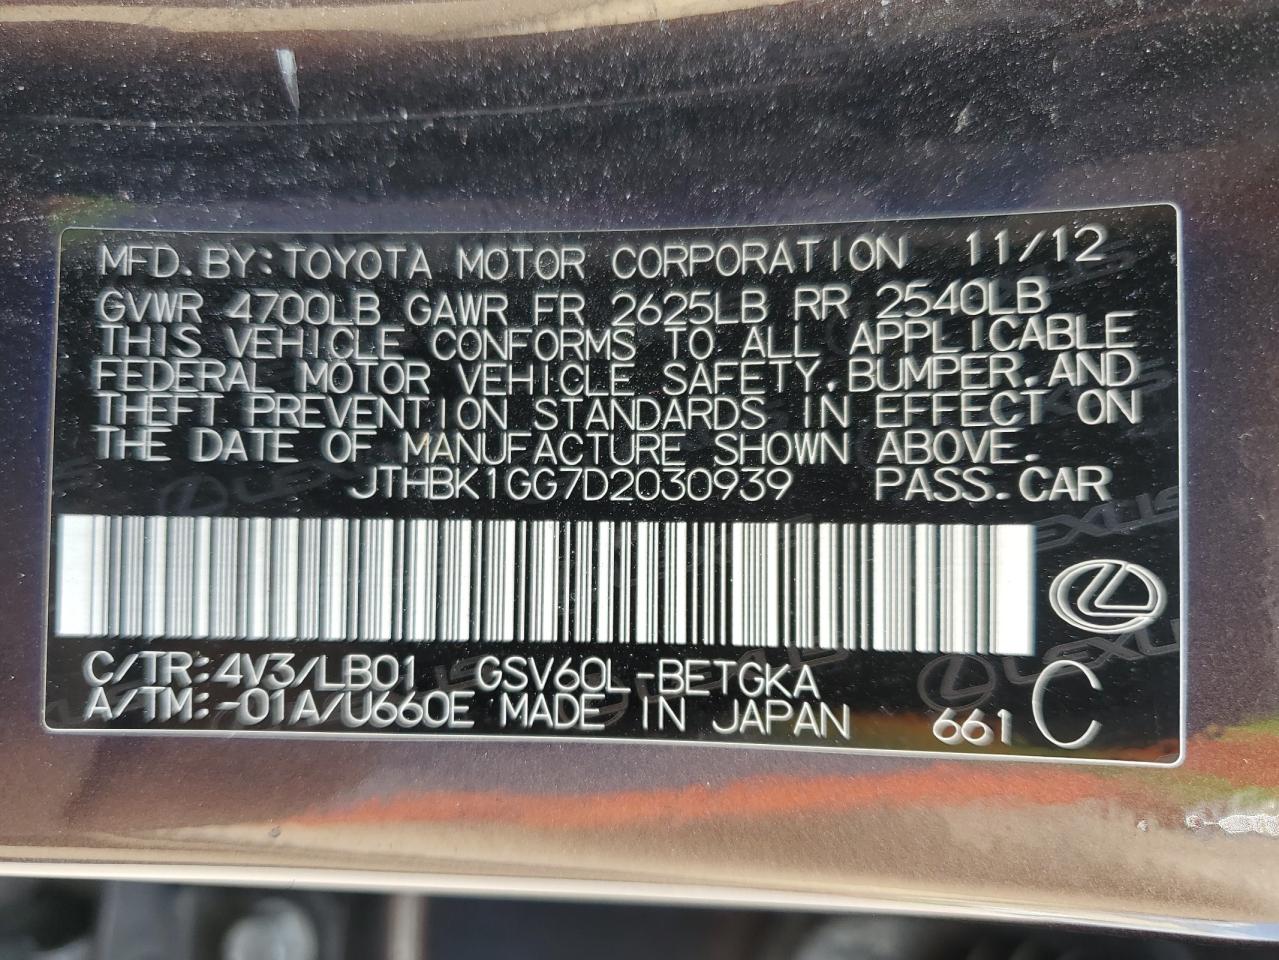 MFD.BY:TOYOTA MOTOR CORPORATION 11/12
GVWR 4700LB GAWR FR 2625LB RR 2540LB
THIS VEHICLE CONFORMS TO ALL APPLICABLE
FEDERAL MOTOR VEHICLE SAFETY,BUMPER,AND
THEFT PREVENTION STANDARDS IN EFFECT ON
THE DATE OF MANUFACTURE SHOWN ABOVE.
JTHBK1GG7D2030939 PASS.CAR
C/TR:4V3/LB01 GSV60L-BETGKA
A/TM:-01A/U660E MADE IN JAPAN 661 C
LEXUS